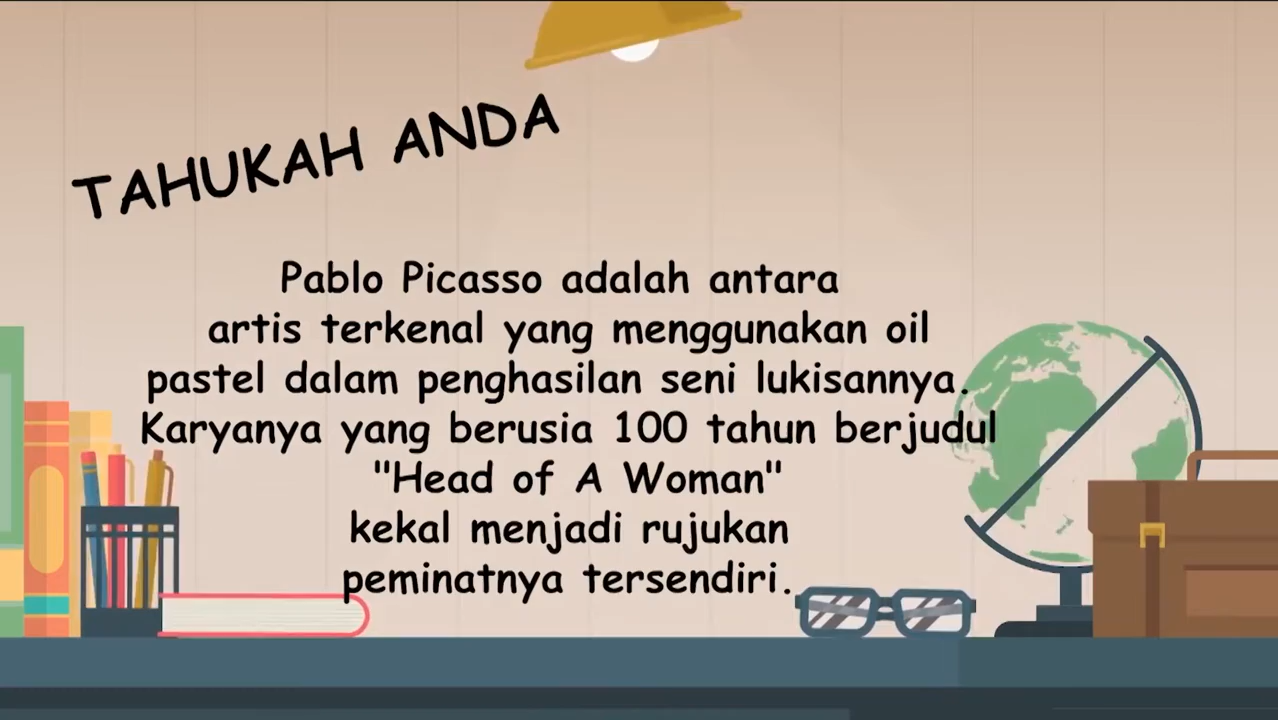 TAHUKAH ANDA
Pablo Picasso adalah antara
artis terkenal yang menggunakan oil
pastel dalam penghasilan seni lukisannya.
Karyanya yang berusia 100 tahun berjudul
"Head of A Woman"
kekal menjadi rujukan
peminatnya tersendiri.